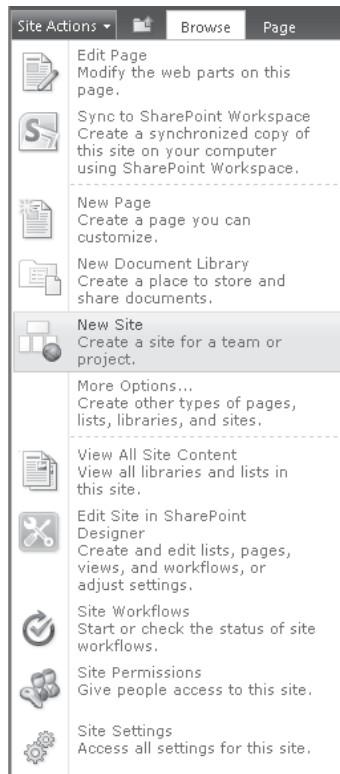 Site Actions Browse Page
Edit Page
Modify the web parts on this
page.
Sync to SharePoint Workspace
Create a synchronized copy of
this site on your computer
using SharePoint Workspace.
New Page
Create a page you can
customize.
New Document Library
Create a place to store and
share documents.
New Site
Create a site for a team or
project.
More Options...
Create other types of pages,
lists, libraries, and sites.
View All Site Content
View all libraries and lists in
this site.
Edit Site in SharePoint
Designer
Create and edit lists, pages,
views, and workflows, or
adjust settings.
Site Workflows
Start or check the status of site
workflows.
Site Permissions
Give people access to this site.
Site Settings
Access all settings for this site.